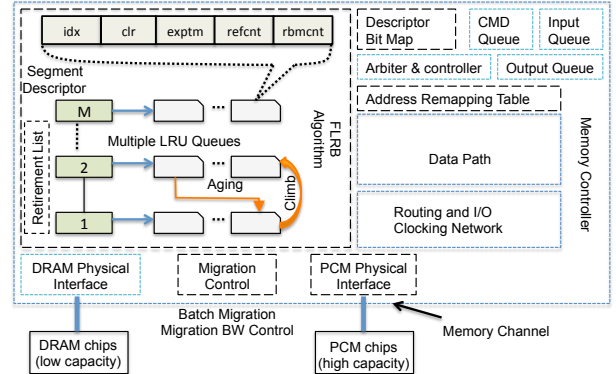 idx clr exptm refcnt rbmcnt
Segment
Descriptor
M
...
Multiple LRU Queues
...
2
Aging
Climb
...
1
Retirement List
FLRB
Algorithm
Descriptor
Bit Map
CMD
Queue
Input
Queue
Arbiter & controller
Output Queue
Address Remapping Table
Data Path
Routing and I/O
Clocking Network
Memory Controller
DRAM Physical
Interface
Migration
Control
PCM Physical
Interface
Batch Migration
Migration BW Control
Memory Channel
DRAM chips
(low capacity)
PCM chips
(high capacity)